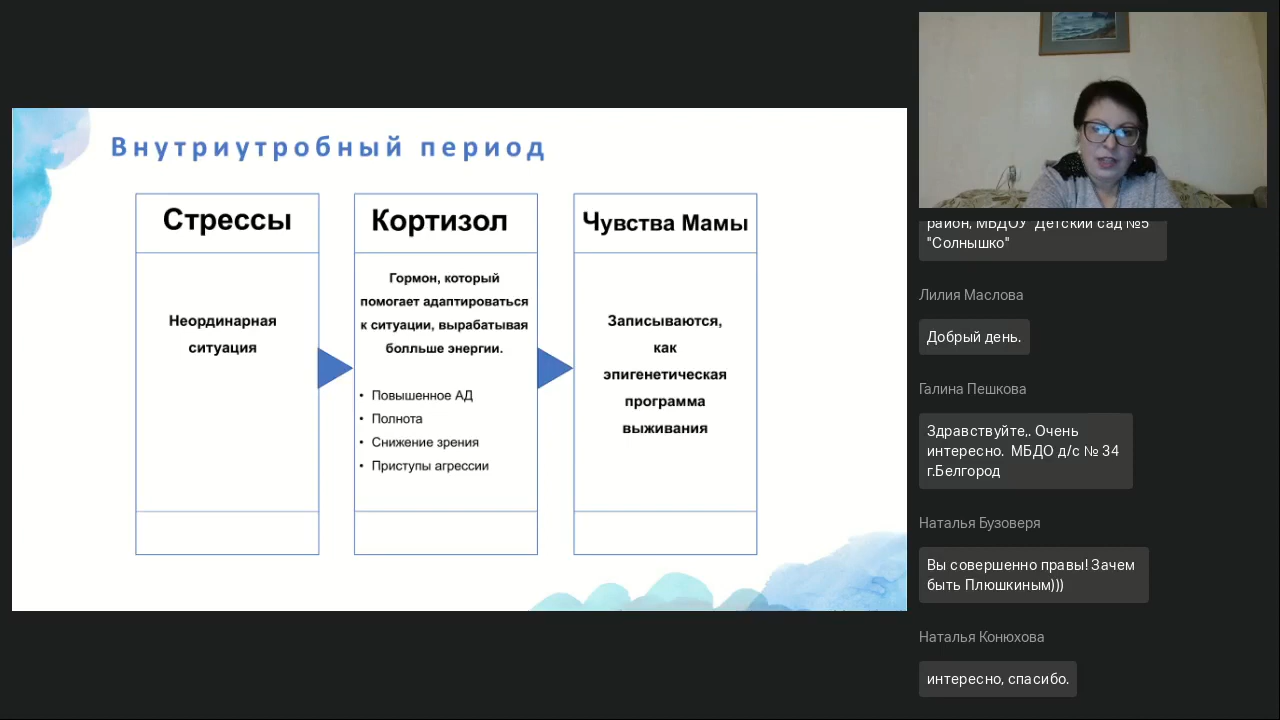 Внутриутробный период
Стрессы
Неординарная
ситуация
Кортизол
Гормон, который
помогает адаптироваться
к ситуации, вырабатывая
болльше энергии.
• Повышенное АД
• Полнота
• Снижение зрения
• Приступы агрессии
Чувства Мамы
Записываются,
как
эпигенетическая
программа
выживания
район, МБДОУ "Детский сад №5
"Солнышко"
Лилия Маслова
Добрый день.
Галина Пешкова
Здравствуйте,. Очень
интересно.  МБДО д/с № 34
г.Белгород
Наталья Бузоверя
Вы совершенно правы! Зачем
быть Плюшкиным)))
Наталья Конюхова
интересно, спасибо.